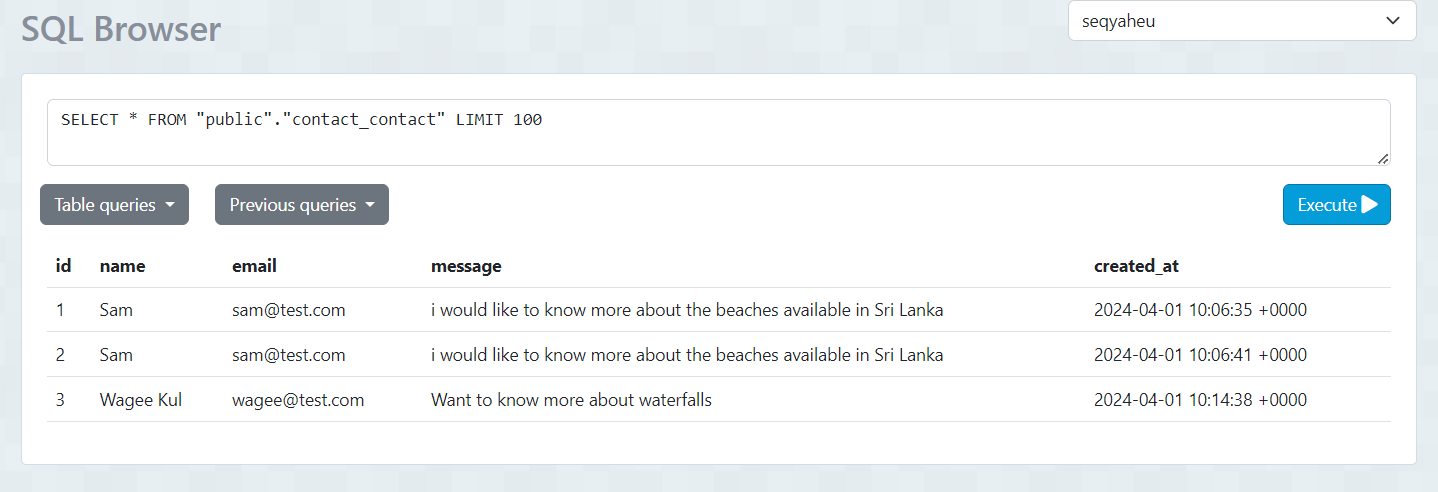 SQL Browser
seqyaheu
SELECT * FROM "public"."contact_contact" LIMIT 100
Table queries Previous queries Execute
id name email message created_at
1 Sam sam@test.com i would like to know more about the beaches available in Sri Lanka 2024-04-01 10:06:35 +0000
2 Sam sam@test.com i would like to know more about the beaches available in Sri Lanka 2024-04-01 10:06:41 +0000
3 Wagee Kul wagee@test.com Want to know more about waterfalls 2024-04-01 10:14:38 +0000